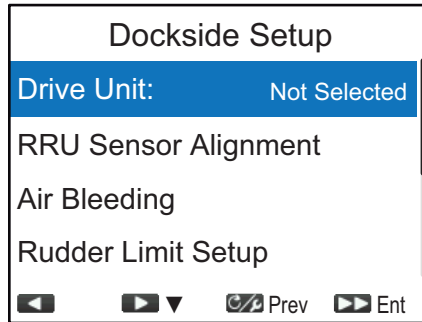 Dockside Setup
Drive Unit: Not Selected
RRU Sensor Alignment
Air Bleeding
Rudder Limit Setup
Prev Ent